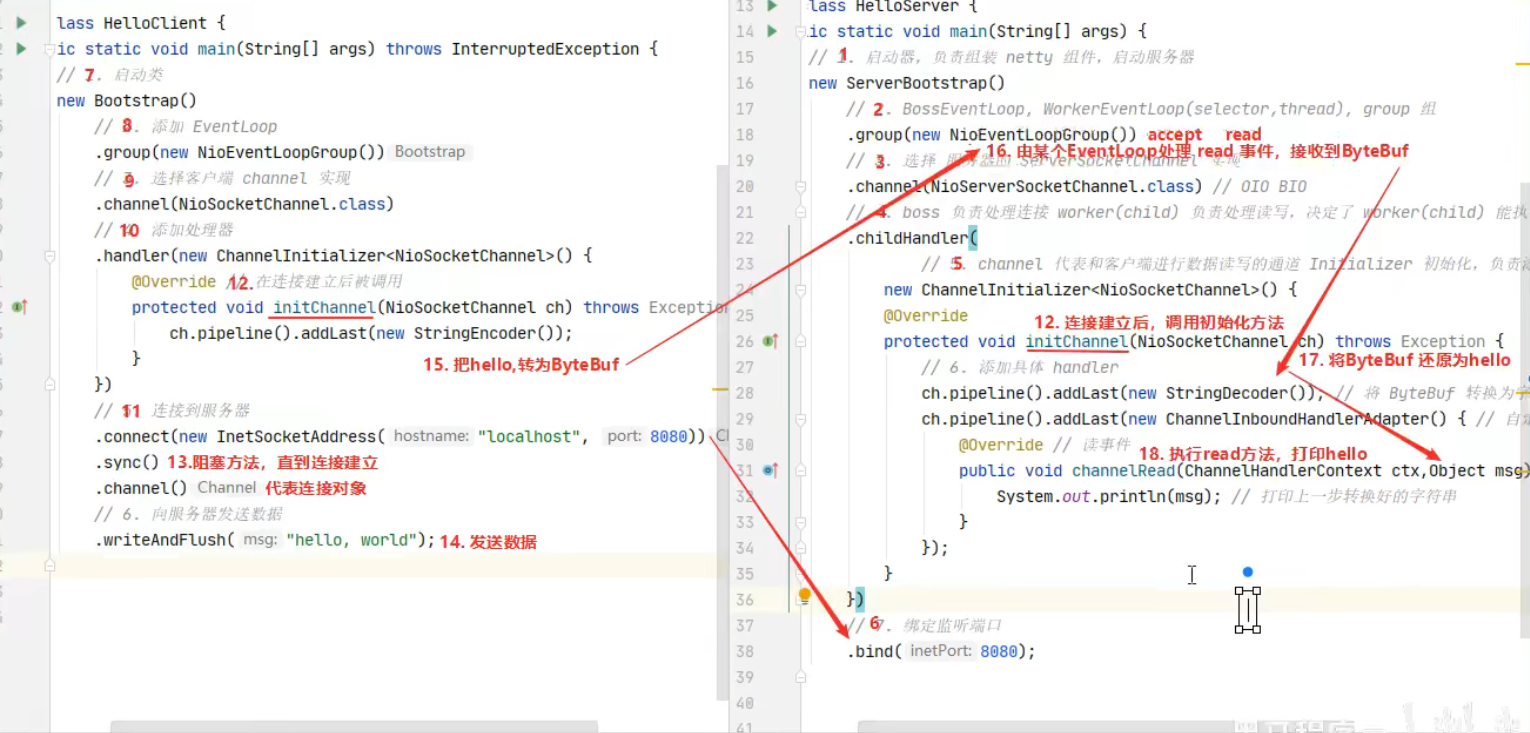 lass HelloClient {
ic static void main(String[] args) throws InterruptedException {
// 7. 启动类
new Bootstrap()
// 8. 添加 EventLoop
.group(new NioEventLoopGroup()) Bootstrap
// 9 选择客户端 channel 实现
.channel(NioSocketChannel.class)
// 10 添加处理器
.handler(new ChannelInitializer<NioSocketChannel>() {
@Override // 12. 在连接建立后被调用
protected void initChannel(NioSocketChannel ch) throws Exception
ch.pipeline().addLast(new StringEncoder());
}
15. 把hello,转为ByteBuf
})
// 11 连接到服务器
.connect(new InetSocketAddress( hostname: "localhost", port: 8080))
.sync() 13.阻塞方法，直到连接建立
.channel() Channel 代表连接对象
// 6. 向服务器发送数据
.writeAndFlush( msg: "hello, world"); 14. 发送数据
13 lass HelloServer {
14 ic static void main(String[] args) {
15 // 1. 启动器，负责组装 netty 组件，启动服务器
16 new ServerBootstrap()
17 // 2. BossEventLoop, WorkerEventLoop(selector,thread), group 组
18 .group(new NioEventLoopGroup()) accept read
16. 由某个EventLoop处理 read 事件，接收到ByteBuf
19 // 3. 选择 服务器的 ServerSocketChannel 实现
20 .channel(NioServerSocketChannel.class) // OIO BIO
21 // 4. boss 负责处理连接 worker(child) 负责处理读写，决定了 worker(child) 能执
22 .childHandler(
23 // 5. channel 代表和客户端进行数据读写的通道 Initializer 初始化，负责
24 new ChannelInitializer<NioSocketChannel>() {
25 @Override
12. 连接建立后，调用初始化方法
26 protected void initChannel(NioSocketChannel ch) throws Exception {
17. 将ByteBuf 还原为hello
27 // 6. 添加具体 handler
28 ch.pipeline().addLast(new StringDecoder()); // 将 ByteBuf 转换为字
29 ch.pipeline().addLast(new ChannelInboundHandlerAdapter() { // 自
30 @Override // 读事件
18. 执行read方法，打印hello
31 public void channelRead(ChannelHandlerContext ctx,Object msg)
32 System.out.println(msg); // 打印上一步转换好的字符串
33 }
34 });
35 }
36 })
37 // 6 7. 绑定监听端口
38 .bind( inetPort: 8080);
39
40
41